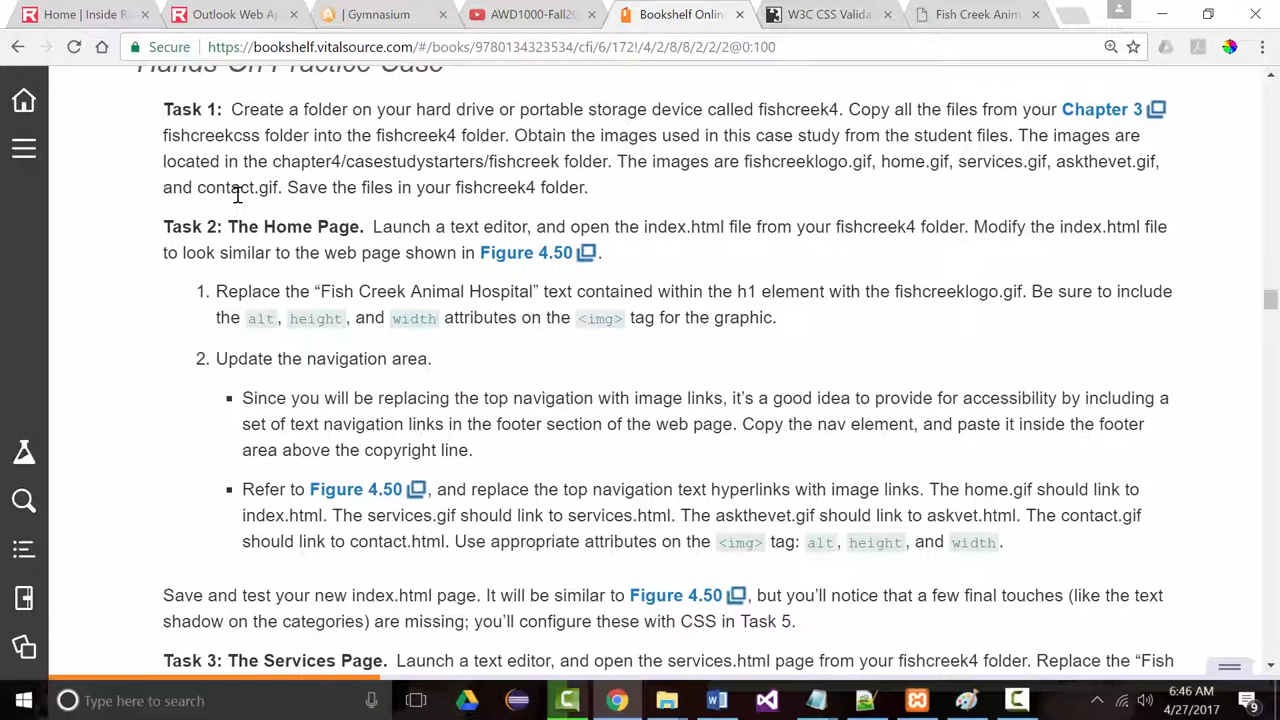 Home | Inside R
Outlook Web Ap
| Gymnasium
AWD1000-Fall20
Bookshelf Onlin
W3C CSS Valida
Fish Creek Anim
Secure
https://bookshelf.vitalsource.com/#/books/9780134323534/cfi/6/172!/4/2/8/8/2/2/2@0:100
Hands-On Practice Case
Task 1: Create a folder on your hard drive or portable storage device called fishcreek4. Copy all the files from your Chapter 3
fishcreekcss folder into the fishcreek4 folder. Obtain the images used in this case study from the student files. The images are
located in the chapter4/casestudystarters/fishcreek folder. The images are fishcreeklogo.gif, home.gif, services.gif, askthevet.gif,
and contact.gif. Save the files in your fishcreek4 folder.
Task 2: The Home Page. Launch a text editor, and open the index.html file from your fishcreek4 folder. Modify the index.html file
to look similar to the web page shown in Figure 4.50.
1. Replace the “Fish Creek Animal Hospital” text contained within the h1 element with the fishcreeklogo.gif. Be sure to include
the alt, height, and width attributes on the <img> tag for the graphic.
2. Update the navigation area.
▪ Since you will be replacing the top navigation with image links, it’s a good idea to provide for accessibility by including a
set of text navigation links in the footer section of the web page. Copy the nav element, and paste it inside the footer
area above the copyright line.
▪ Refer to Figure 4.50, and replace the top navigation text hyperlinks with image links. The home.gif should link to
index.html. The services.gif should link to services.html. The askthevet.gif should link to askvet.html. The contact.gif
should link to contact.html. Use appropriate attributes on the <img> tag: alt, height, and width.
Save and test your new index.html page. It will be similar to Figure 4.50, but you’ll notice that a few final touches (like the text
shadow on the categories) are missing; you’ll configure these with CSS in Task 5.
Task 3: The Services Page. Launch a text editor, and open the services.html page from your fishcreek4 folder. Replace the “Fish
Type here to search
6:46 AM
4/27/2017
9